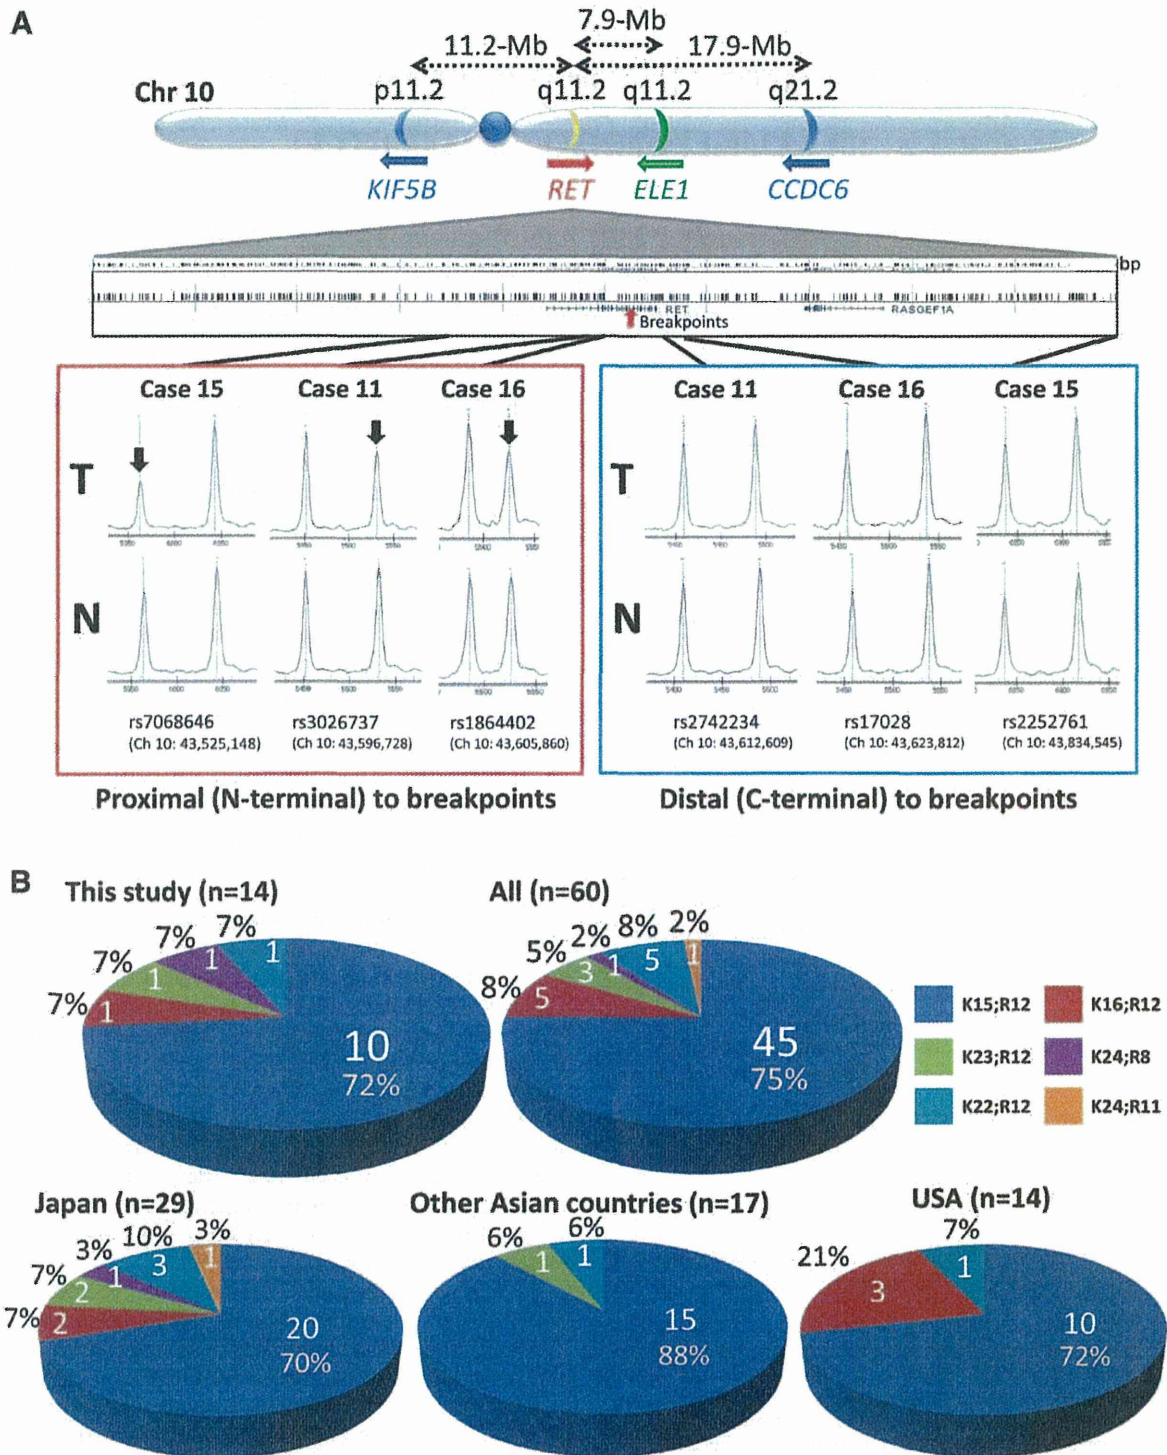 A
7.9-Mb
11.2-Mb
17.9-Mb
Chr 10
p11.2
q11.2
q11.2
q21.2
KIF5B
RET
ELE1
CCDC6
bp
RET
RASGEF1A
Breakpoints
Case 15
Case 11
Case 16
Case 11
Case 16
Case 15
T
T
N
N
rs7068646
(Ch 10: 43,525,148)
rs3026737
(Ch 10: 43,596,728)
rs1864402
(Ch 10: 43,605,860)
rs2742234
(Ch 10: 43,612,609)
rs17028
(Ch 10: 43,623,812)
rs2252761
(Ch 10: 43,834,545)
Proximal (N-terminal) to breakpoints
Distal (C-terminal) to breakpoints
B
This study (n=14)
7%
7%
7%
7%
1
1
1
1
10
72%
All (n=60)
8%
5%
2%
8%
2%
5
3
1
5
1
45
75%
K15;R12
K16;R12
K23;R12
K24;R8
K22;R12
K24;R11
Japan (n=29)
7%
7%
3%
10%
3%
2
2
1
3
1
20
70%
Other Asian countries (n=17)
6%
6%
1
1
15
88%
USA (n=14)
21%
7%
3
1
10
72%